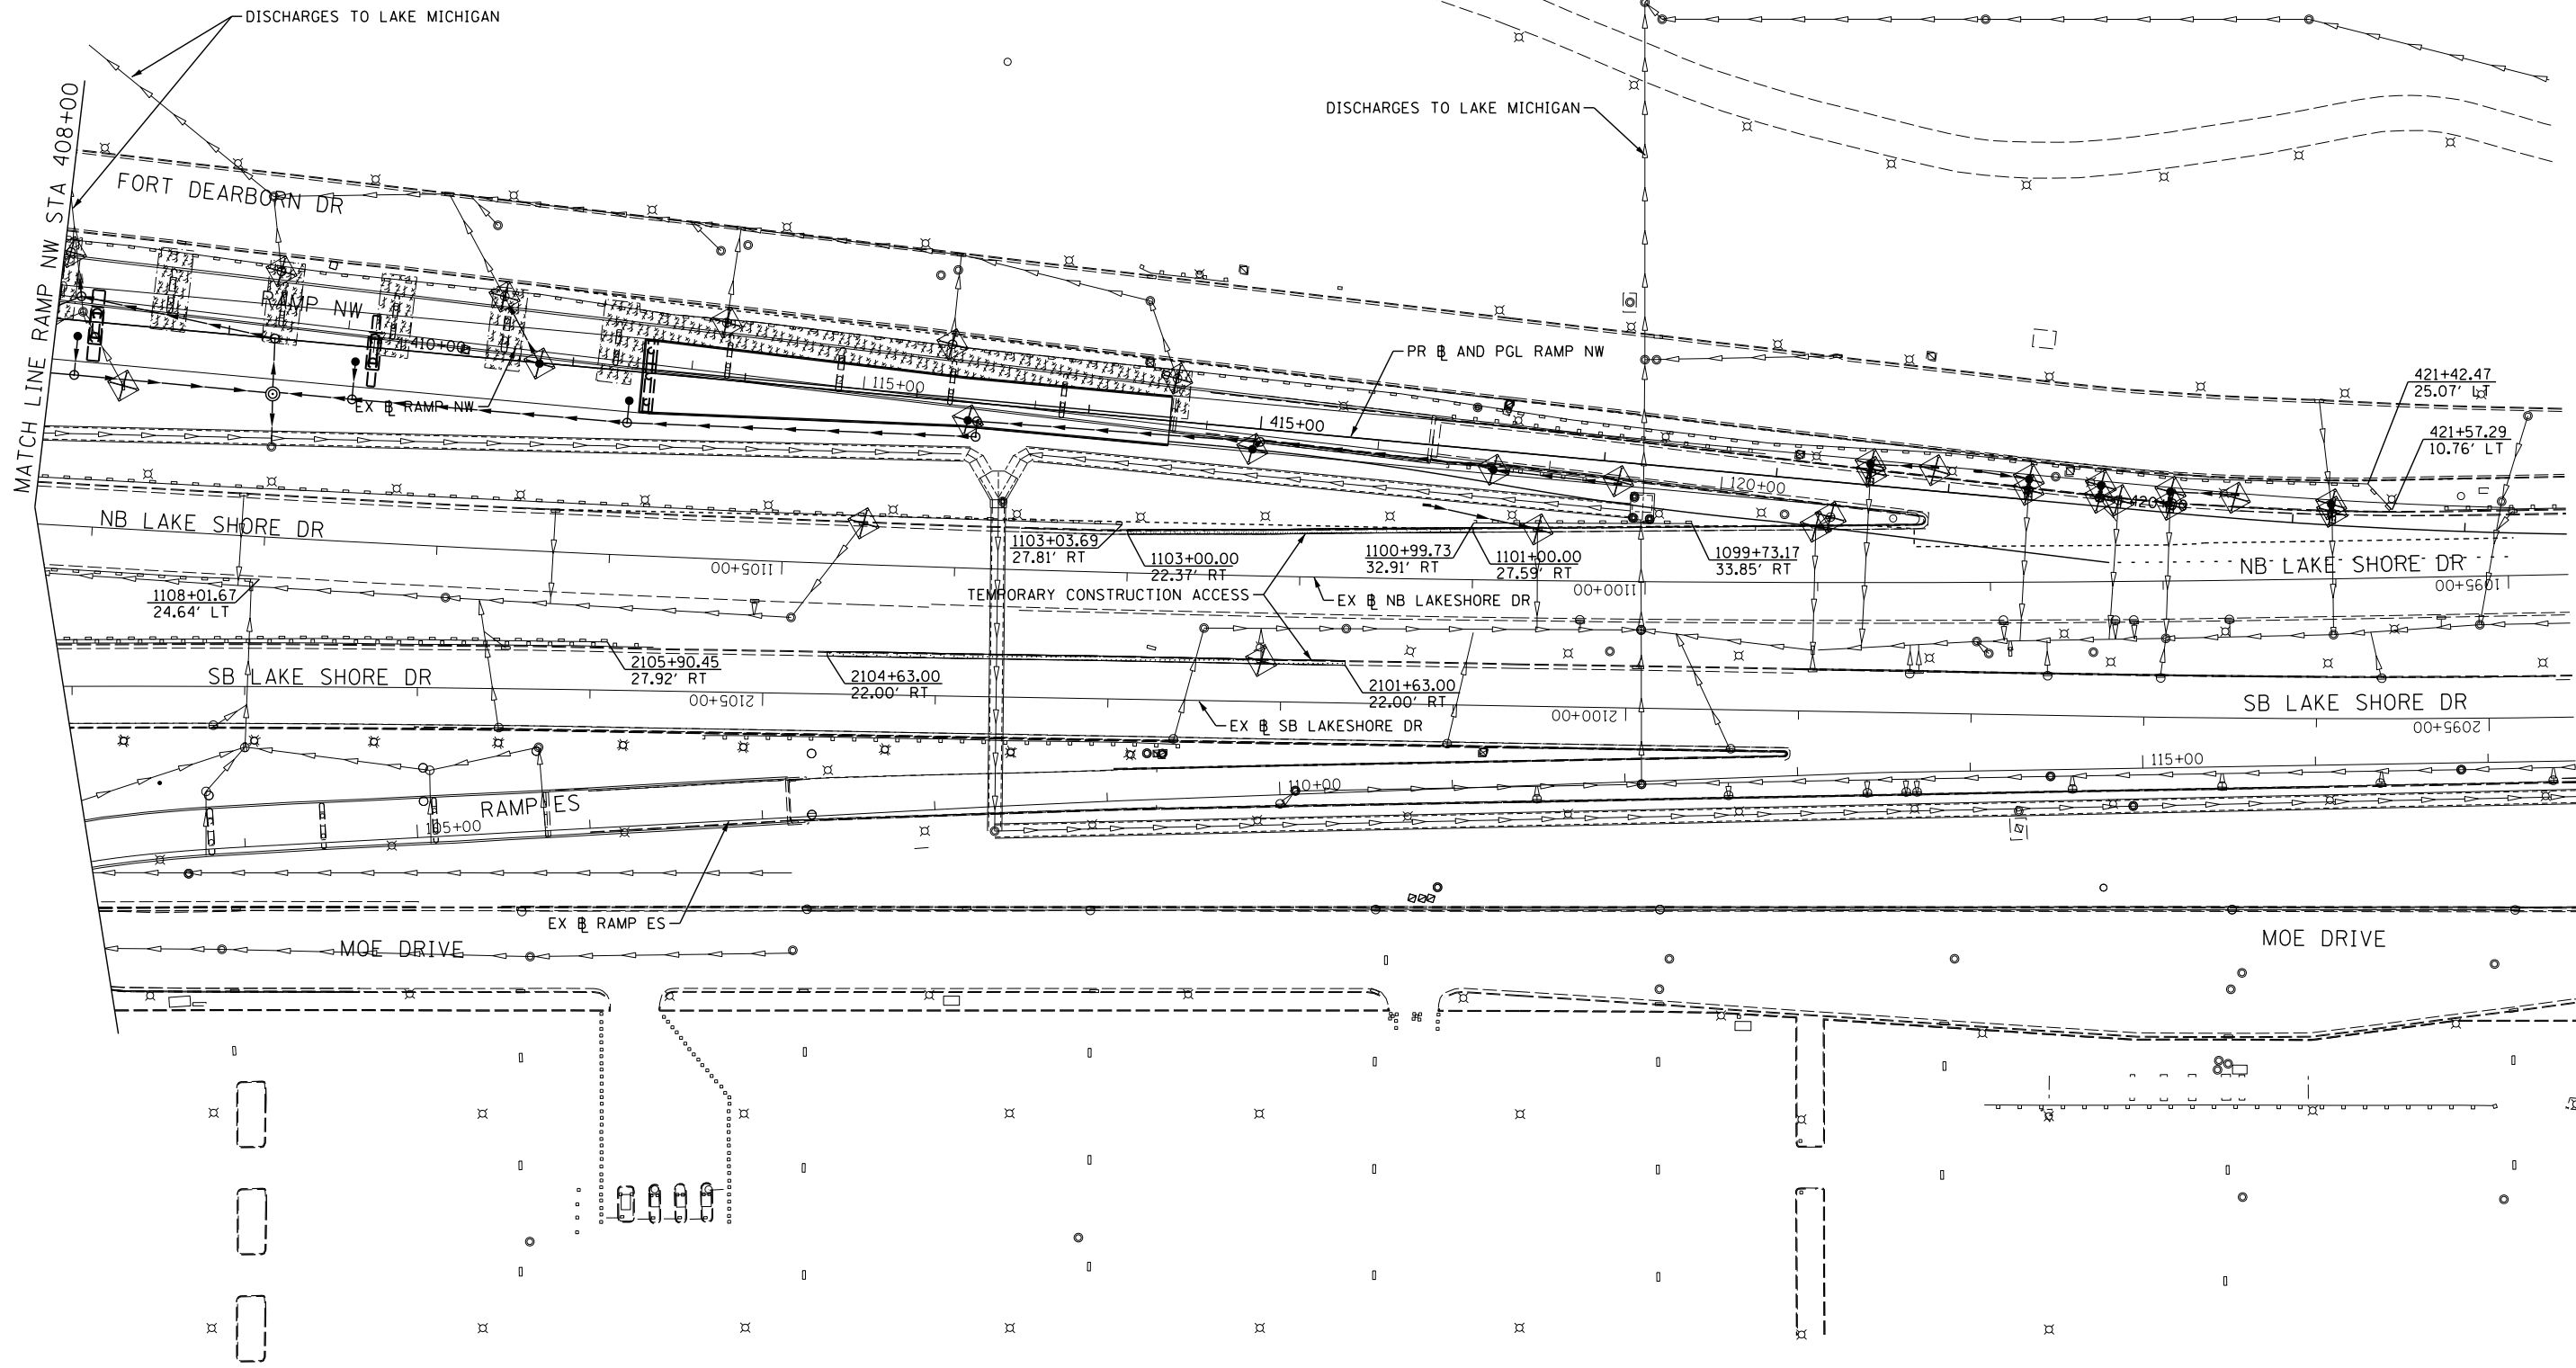 DISCHARGES TO LAKE MICHIGAN
DISCHARGES TO LAKE MICHIGAN
MATCH LINE RAMP NW STA 408+00
FORT DEARBORN DR
RAMP NW
410+00
EX ⅊ RAMP NW
115+00
415+00
PR ⅊ AND PGL RAMP NW
421+42.47
25.07' LT
421+57.29
10.76' LT
120+00
420+00
NB LAKE SHORE DR
1105+00
1103+03.69
27.81' RT
1103+00.00
22.37' RT
1100+99.73
32.91' RT
1101+00.00
27.59' RT
1099+73.17
33.85' RT
NB LAKE SHORE DR
1095+00
1100+00
1108+01.67
24.64' LT
TEMPORARY CONSTRUCTION ACCESS
EX ⅊ NB LAKESHORE DR
2105+90.45
27.92' RT
2104+63.00
22.00' RT
2101+63.00
22.00' RT
SB LAKE SHORE DR
2105+00
EX ⅊ SB LAKESHORE DR
2100+00
SB LAKE SHORE DR
2095+00
115+00
110+00
RAMP ES
105+00
EX ⅊ RAMP ES
MOE DRIVE
MOE DRIVE